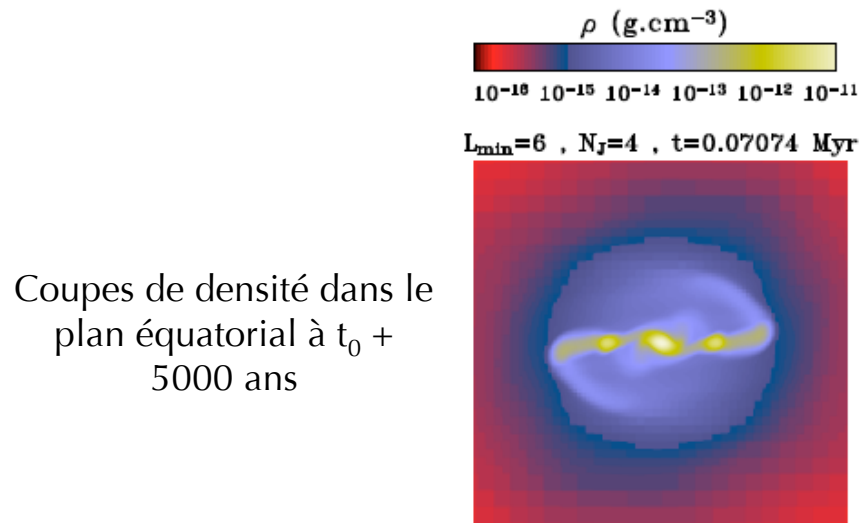 ρ (g.cm⁻³)
10⁻¹⁶ 10⁻¹⁵ 10⁻¹⁴ 10⁻¹³ 10⁻¹² 10⁻¹¹
L_min=6 , N_J=4 , t=0.07074 Myr
Coupes de densité dans le
plan équatorial à t₀ +
5000 ans